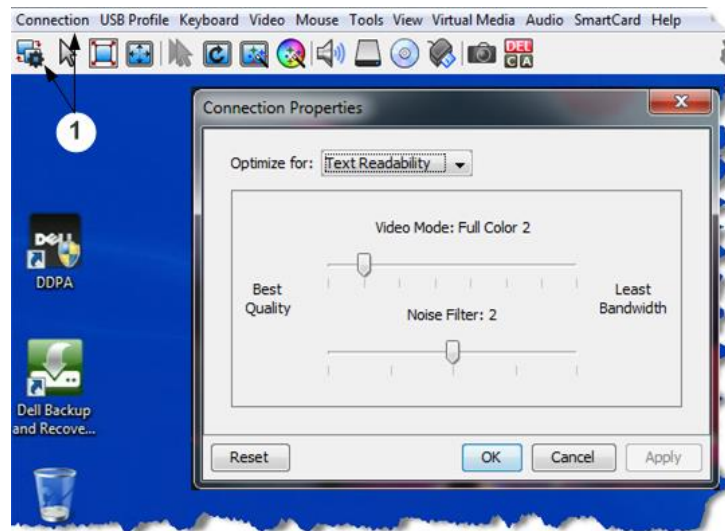 Connection USB Profile Keyboard Video Mouse Tools View Virtual Media Audio SmartCard Help
DEL
CA
1
Connection Properties
Optimize for: Text Readability
Video Mode: Full Color 2
Best
Quality
Least
Bandwidth
Noise Filter: 2
Reset OK Cancel Apply
DELL
DDPA
Dell Backup
and Recove...